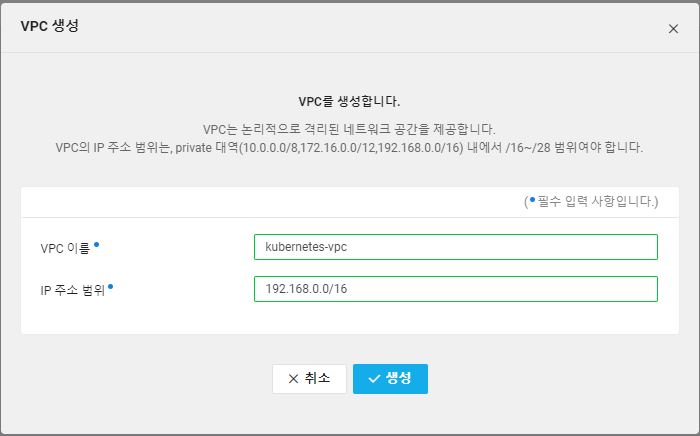 VPC 생성
VPC를 생성합니다.
VPC는 논리적으로 격리된 네트워크 공간을 제공합니다.
VPC의 IP 주소 범위는, private 대역(10.0.0.0/8,172.16.0.0/12,192.168.0.0/16) 내에서 /16~/28 범위여야 합니다.
(•필수 입력 사항입니다.)
VPC 이름• kubernetes-vpc
IP 주소 범위• 192.168.0.0/16
× 취소 ✓ 생성